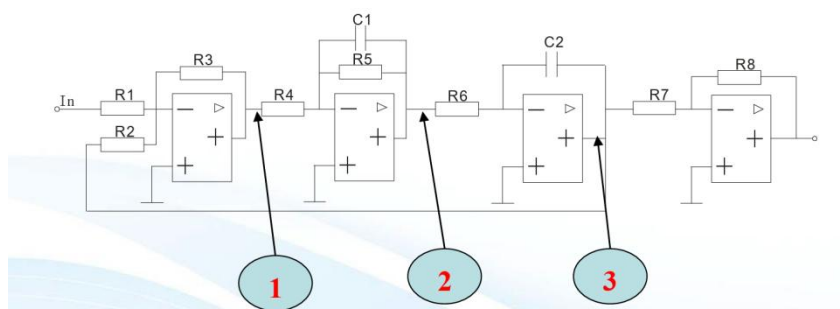 C1
C2
R3
R5
R8
In
R1
R4
R6
R7
R2
− ▷
− ▷
− ▷
− ▷
+
+
+
+
+
+
+
+
1
2
3